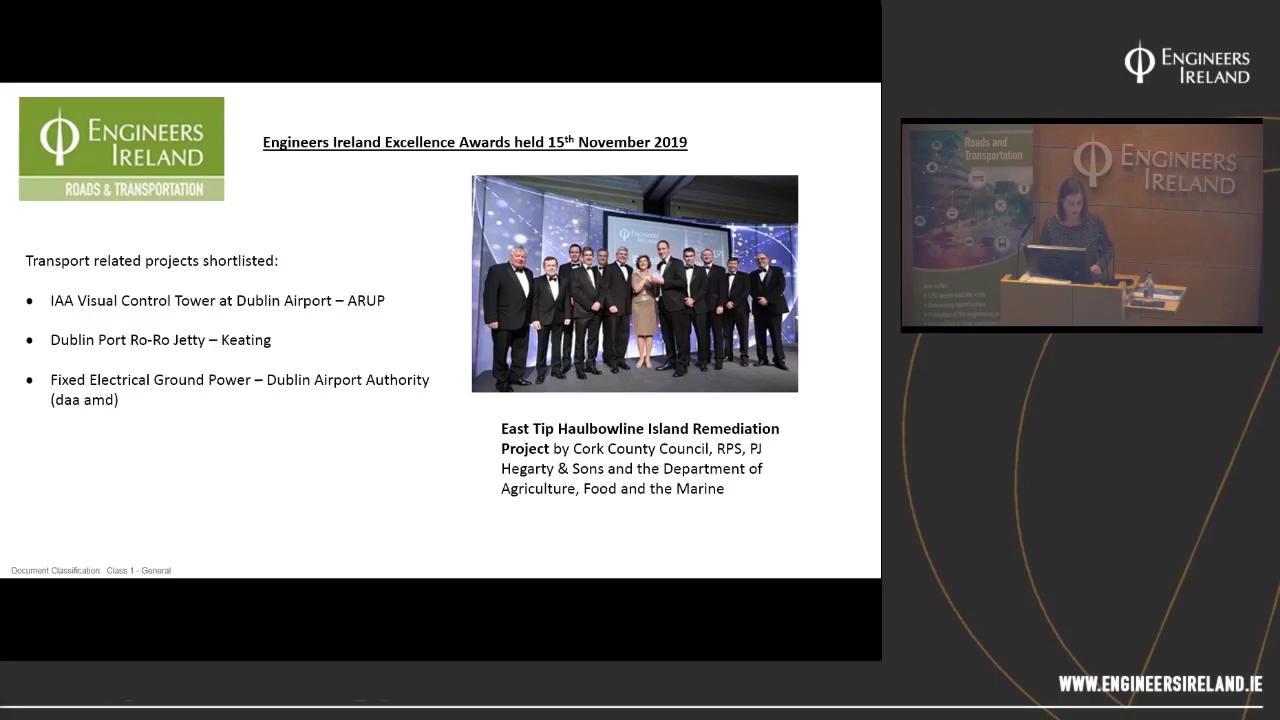 ENGINEERS
IRELAND
ROADS & TRANSPORTATION
Engineers Ireland Excellence Awards held 15th November 2019
Transport related projects shortlisted:
• IAA Visual Control Tower at Dublin Airport – ARUP
• Dublin Port Ro-Ro Jetty – Keating
• Fixed Electrical Ground Power – Dublin Airport Authority
(daa amd)
ENGINEERS
IRELAND
East Tip Haulbowline Island Remediation
Project by Cork County Council, RPS, PJ
Hegarty & Sons and the Department of
Agriculture, Food and the Marine
Document Classification: Class 1 - General
ENGINEERS
IRELAND
Roads and
Transportation
ENGINEERS
IRELAND
WWW.ENGINEERSIRELAND.IE